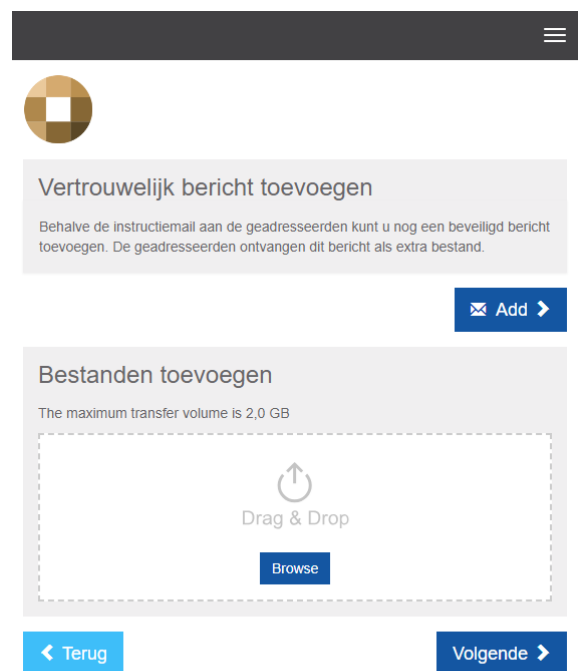 Vertrouwelijk bericht toevoegen
Behalve de instructiemail aan de geadresseerden kunt u nog een beveiligd bericht
toevoegen. De geadresseerden ontvangen dit bericht als extra bestand.
Add
Bestanden toevoegen
The maximum transfer volume is 2,0 GB
Drag & Drop
Browse
Terug
Volgende